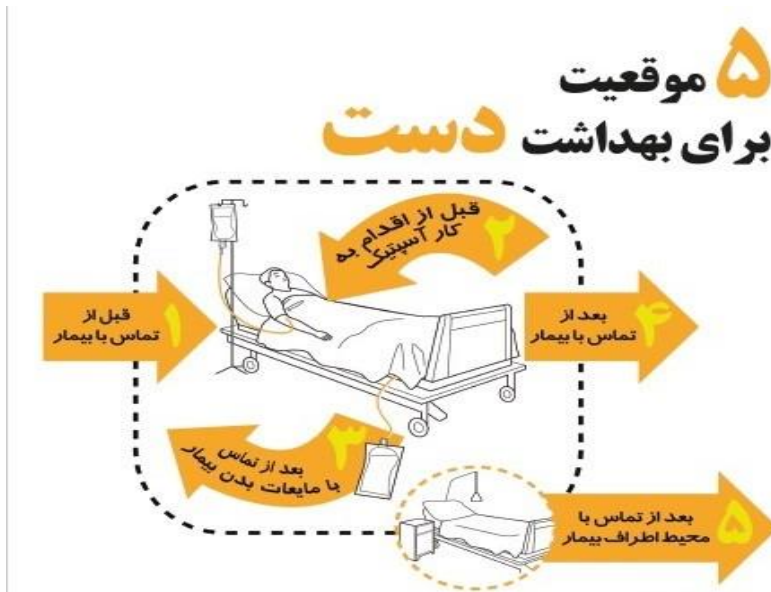 ۵ موقعیت
برای بهداشت دست
۱
قبل از
تماس با بیمار
۲
قبل از اقدام به
کار آسپتیک
۳
بعد از تماس
با مایعات بدن بیمار
۴
بعد از
تماس با بیمار
۵
بعد از تماس با
محیط اطراف بیمار